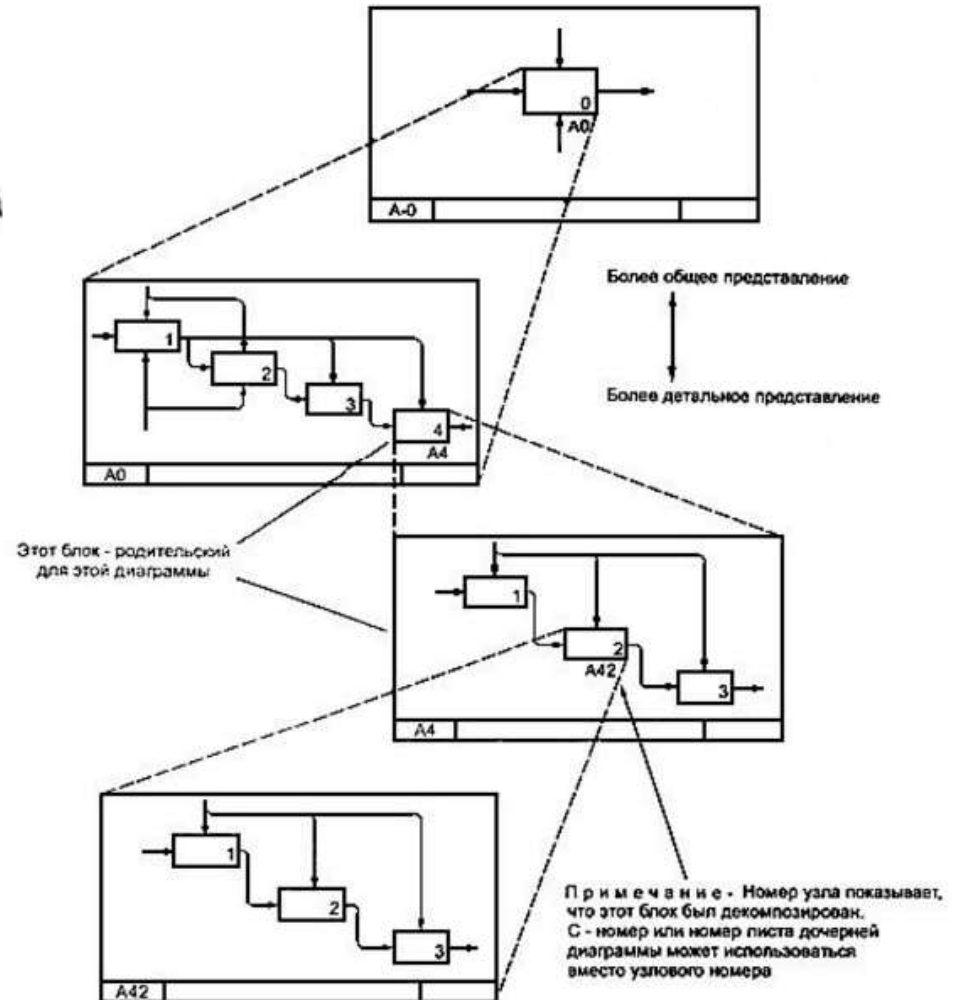 0
A0
A-0
Более общее представление
Более детальное представление
1
2
3
4
A4
A0
Этот блок - родительский
для этой диаграммы
1
2
A42
3
A4
1
2
3
A42
П р и м е ч а н и е - Номер узла показывает,
что этот блок был декомпозирован.
С - номер или номер листа дочерней
диаграммы может использоваться
вместо узлового номера